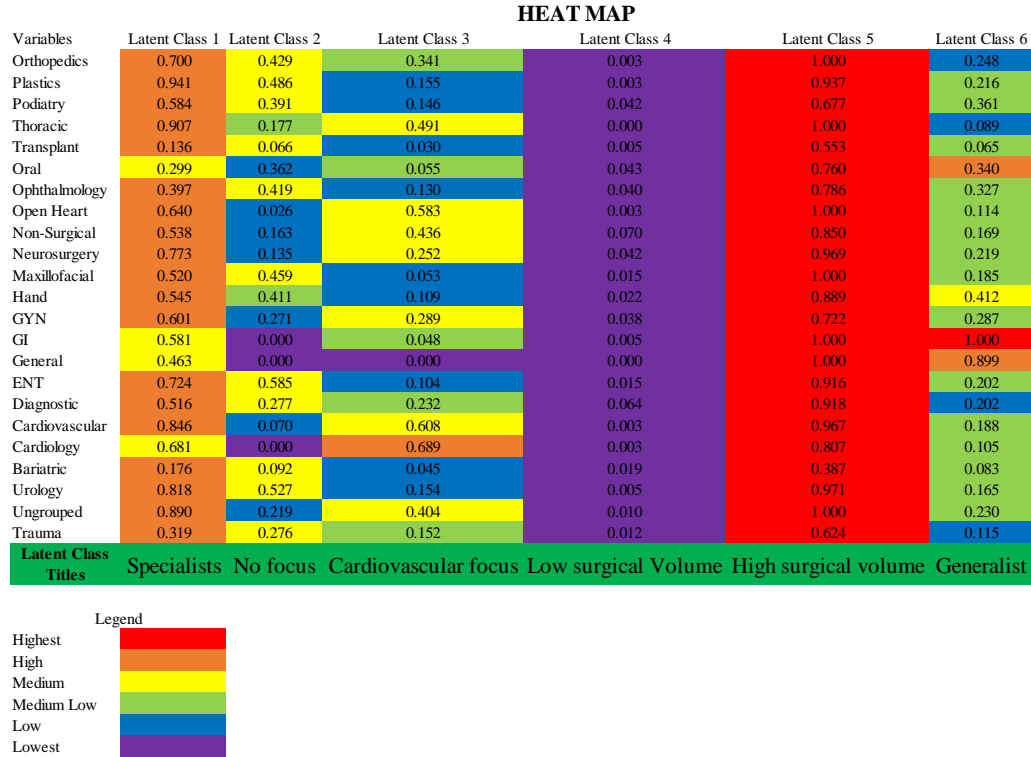 HEAT MAP
Variables Latent Class 1 Latent Class 2 Latent Class 3 Latent Class 4 Latent Class 5 Latent Class 6
Orthopedics 0.700 0.429 0.341 0.003 1.000 0.248
Plastics 0.941 0.486 0.155 0.003 0.937 0.216
Podiatry 0.584 0.391 0.146 0.042 0.677 0.361
Thoracic 0.907 0.177 0.491 0.000 1.000 0.089
Transplant 0.136 0.066 0.030 0.005 0.553 0.065
Oral 0.299 0.362 0.055 0.043 0.760 0.340
Ophthalmology 0.397 0.419 0.130 0.040 0.786 0.327
Open Heart 0.640 0.026 0.583 0.003 1.000 0.114
Non-Surgical 0.538 0.163 0.436 0.070 0.850 0.169
Neurosurgery 0.773 0.135 0.252 0.042 0.969 0.219
Maxillofacial 0.520 0.459 0.053 0.015 1.000 0.185
Hand 0.545 0.411 0.109 0.022 0.889 0.412
GYN 0.601 0.271 0.289 0.038 0.722 0.287
GI 0.581 0.000 0.048 0.005 1.000 1.000
General 0.463 0.000 0.000 0.000 1.000 0.899
ENT 0.724 0.585 0.104 0.015 0.916 0.202
Diagnostic 0.516 0.277 0.232 0.064 0.918 0.202
Cardiovascular 0.846 0.070 0.608 0.003 0.967 0.188
Cardiology 0.681 0.000 0.689 0.003 0.807 0.105
Bariatric 0.176 0.092 0.045 0.019 0.387 0.083
Urology 0.818 0.527 0.154 0.005 0.971 0.165
Ungrouped 0.890 0.219 0.404 0.010 1.000 0.230
Trauma 0.319 0.276 0.152 0.012 0.624 0.115
Latent Class
Titles Specialists No focus Cardiovascular focus Low surgical Volume High surgical volume Generalist
Legend
Highest
High
Medium
Medium Low
Low
Lowest